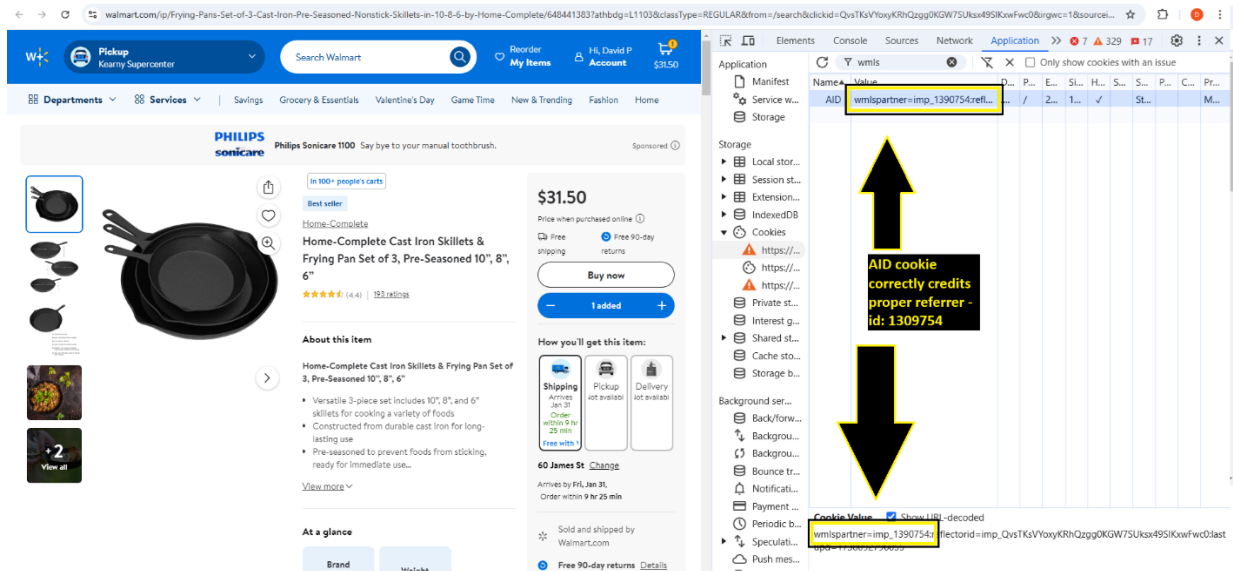 walmart.com/ip/Frying-Pans-Set-of-3-Cast-Iron-Pre-Seasoned-Nonstick-Skillets-in-10-8-6-by-Home-Complete/648441383?athbdg=L1103&classType=REGULAR&from=/search&clickid=QvsTKsVYoxyKRhQzgg0KGW7SUksx49SIKxwFwc0&irgwc=1&sourcei...
Pickup
Kearny Supercenter
Search Walmart
Reorder
My Items
Hi, David P
Account
$31.50
Departments
Services
Savings
Grocery & Essentials
Valentine's Day
Game Time
New & Trending
Fashion
Home
PHILIPS
sonicare
Philips Sonicare 1100 Say bye to your manual toothbrush.
Sponsored
In 100+ people's carts
Best seller
Home-Complete
Home-Complete Cast Iron Skillets &
Frying Pan Set of 3, Pre-Seasoned 10", 8",
6"
(4.4) | 193 ratings
About this item
Home-Complete Cast Iron Skillets & Frying Pan Set of
3, Pre-Seasoned 10", 8", 6"
• Versatile 3-piece set includes 10", 8", and 6"
skillets for cooking a variety of foods
• Constructed from durable cast iron for long-
lasting use
• Pre-seasoned to prevent foods from sticking,
ready for immediate use...
View more
At a glance
Brand
Weight
+2
View all
$31.50
Price when purchased online
Free
shipping
Free 90-day
returns
Buy now
− 1 added +
How you'll get this item:
Shipping
Arrives
Jan 31
Order
within 9 hr
25 min
Free with
Pickup
Delivery
60 James St Change
Arrives by Fri, Jan 31,
Order within 9 hr 25 min
Sold and shipped by
Walmart.com
Free 90-day returns Details
Elements
Console
Sources
Network
Application
7
329
17
Application
Manifest
Service w...
Storage
Storage
Local stor...
Session st...
Extension...
IndexedDB
Cookies
https://...
https://...
https://...
Private st...
Interest g...
Shared st...
Cache sto...
Storage b...
Background ser...
Back/forw...
Backgrou...
Backgrou...
Bounce tr...
Notificati...
Payment ...
Periodic b...
Speculati...
Push mes...
wmls
Only show cookies with an issue
Name Value D... P... E... Si... H... S... S... P... C... Pr...
AID wmlspartner=imp_1390754:refl... ... / 2... 1... ✓ St... M...
AID cookie
correctly credits
proper referrer -
id: 1309754
Cookie Value Show URL-decoded
wmlspartner=imp_1390754:reflectorid=imp_QvsTKsVYoxyKRhQzgg0KGW7SUksx49SIKxwFwc0:last